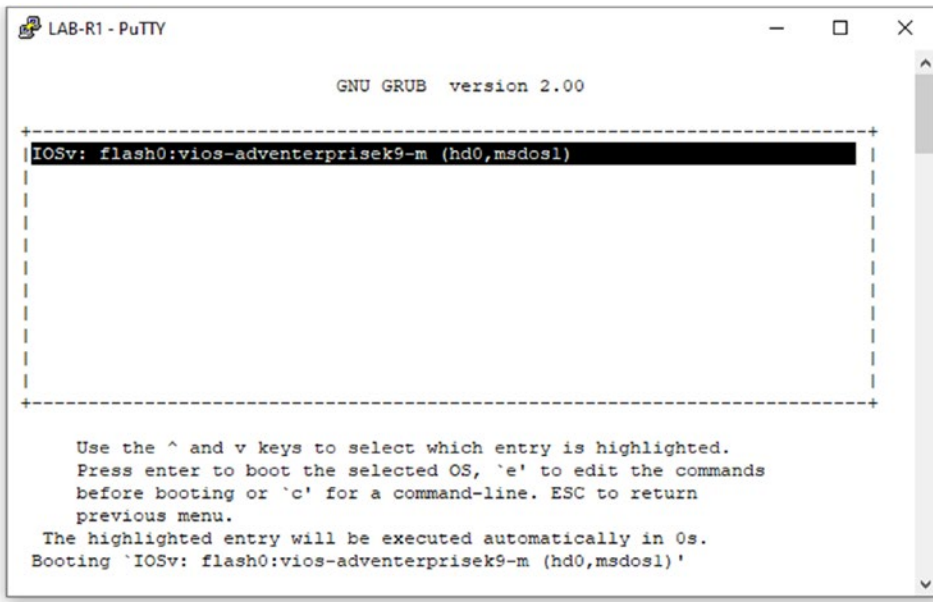 LAB-R1 - PuTTY
GNU GRUB  version 2.00
IOSv: flash0:vios-adventerprisek9-m (hd0,msdos1)
Use the ^ and v keys to select which entry is highlighted.
Press enter to boot the selected OS, `e' to edit the commands
before booting or `c' for a command-line. ESC to return
previous menu.
The highlighted entry will be executed automatically in 0s.
Booting `IOSv: flash0:vios-adventerprisek9-m (hd0,msdos1)'